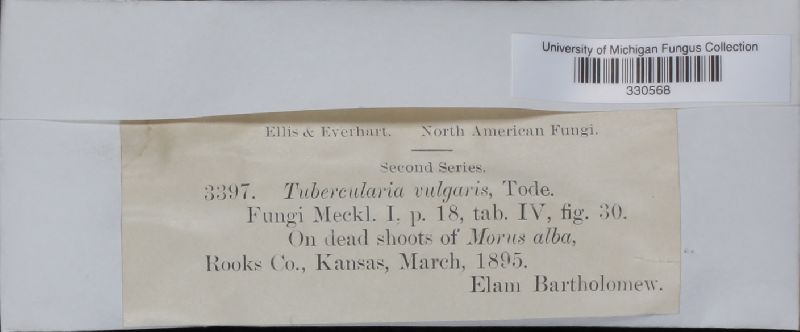 University of Michigan Fungus Collection
330568
Ellis & Everhart. North American Fungi.
Second Series.
3397. Tubercularia vulgaris, Tode.
Fungi Meckl. I, p. 18, tab. IV, fig. 30.
On dead shoots of Morus alba,
Rooks Co., Kansas, March, 1895.
Elam Bartholomew.